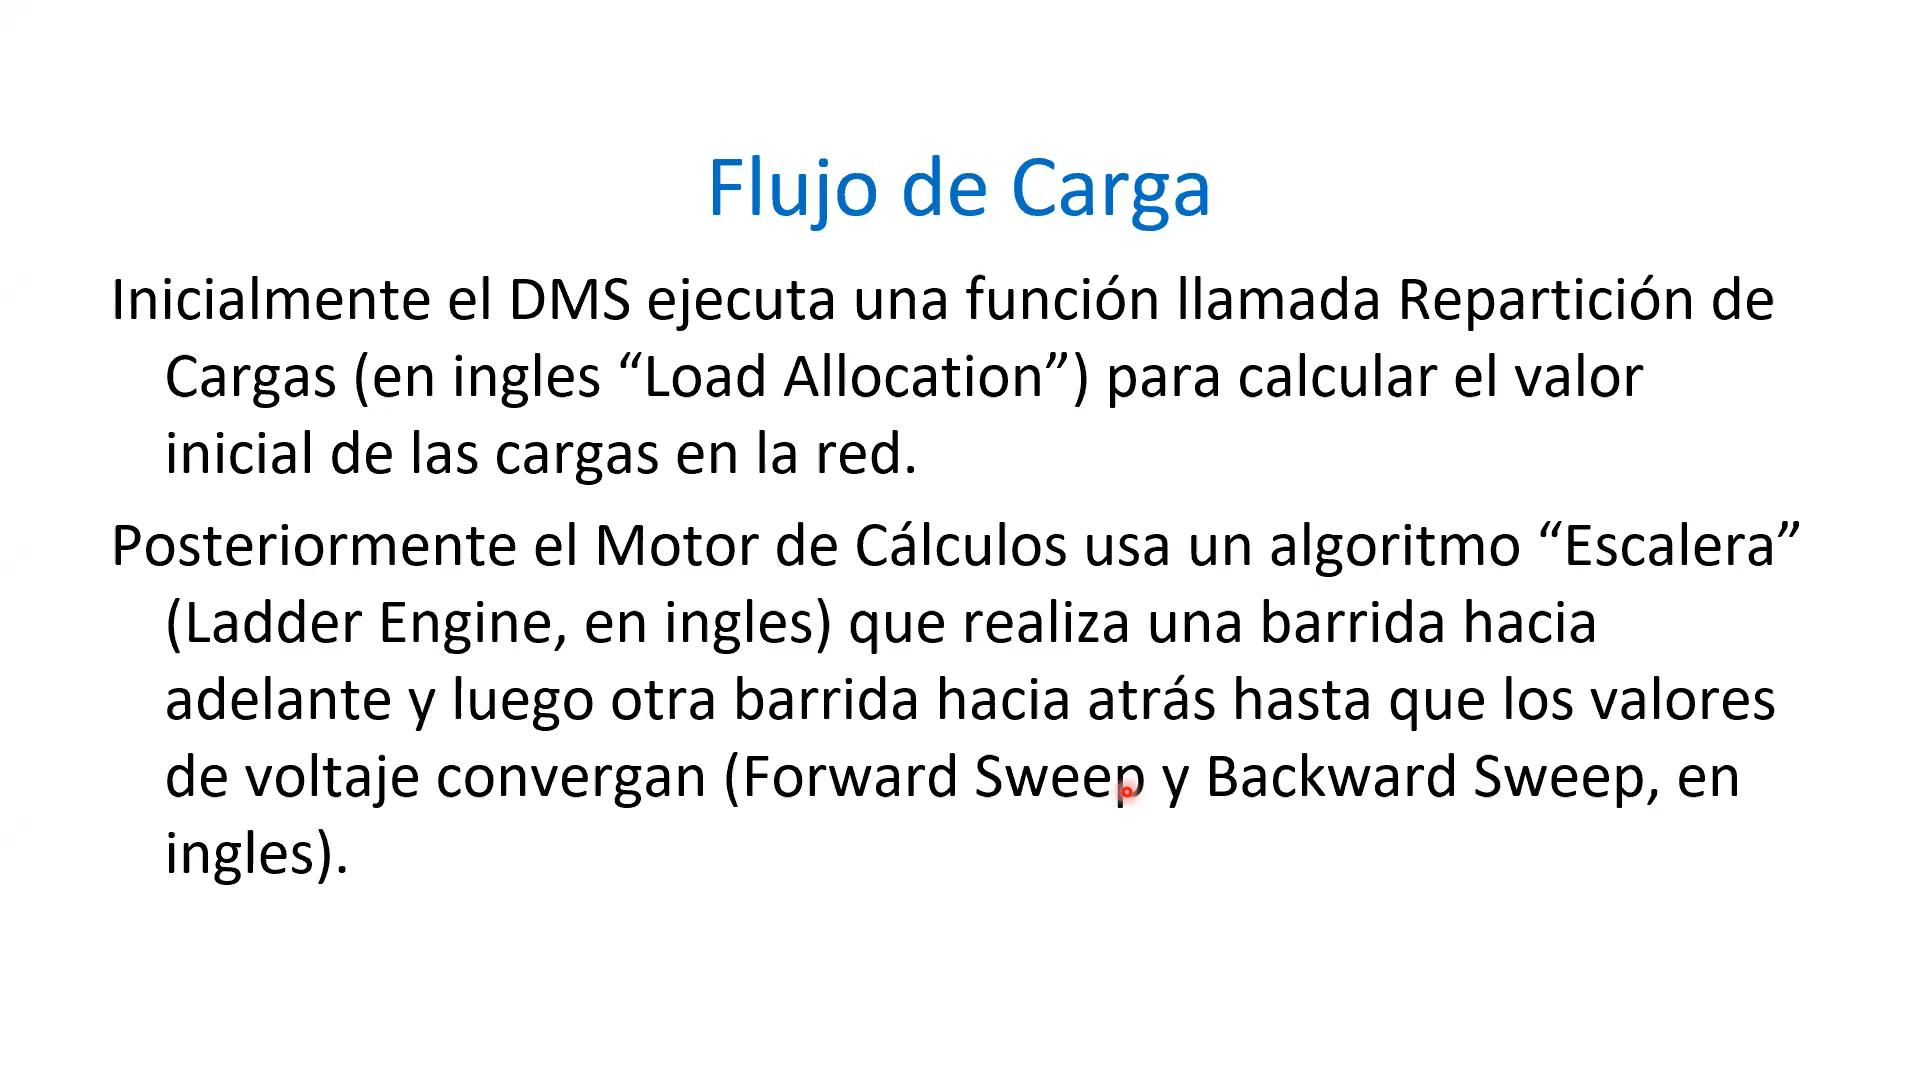 Flujo de Carga
Inicialmente el DMS ejecuta una función llamada Repartición de
Cargas (en ingles “Load Allocation”) para calcular el valor
inicial de las cargas en la red.
Posteriormente el Motor de Cálculos usa un algoritmo “Escalera”
(Ladder Engine, en ingles) que realiza una barrida hacia
adelante y luego otra barrida hacia atrás hasta que los valores
de voltaje convergan (Forward Sweep y Backward Sweep, en
ingles).